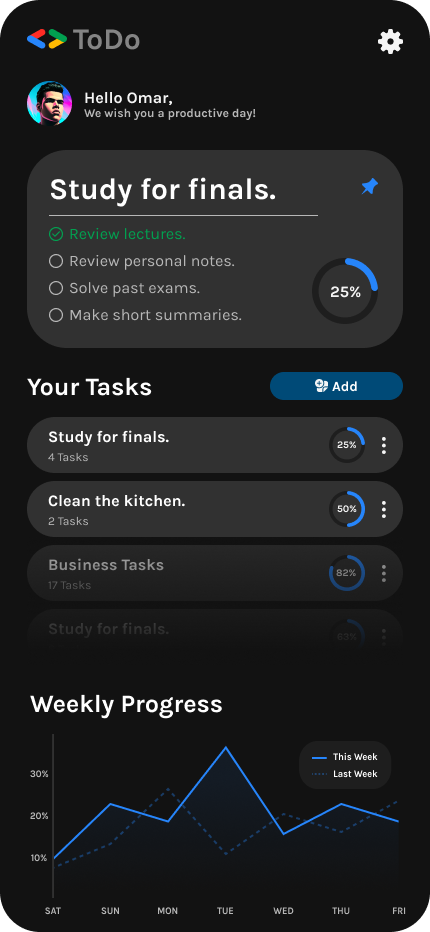 ToDo
Hello Omar,
We wish you a productive day!
Study for finals.
Review lectures.
Review personal notes.
Solve past exams.
Make short summaries.
25%
Your Tasks
Add
Study for finals.
4 Tasks
25%
Clean the kitchen.
2 Tasks
50%
Business Tasks
17 Tasks
82%
Study for finals.
63%
Weekly Progress
This Week
Last Week
30%
20%
10%
SAT SUN MON TUE WED THU FRI